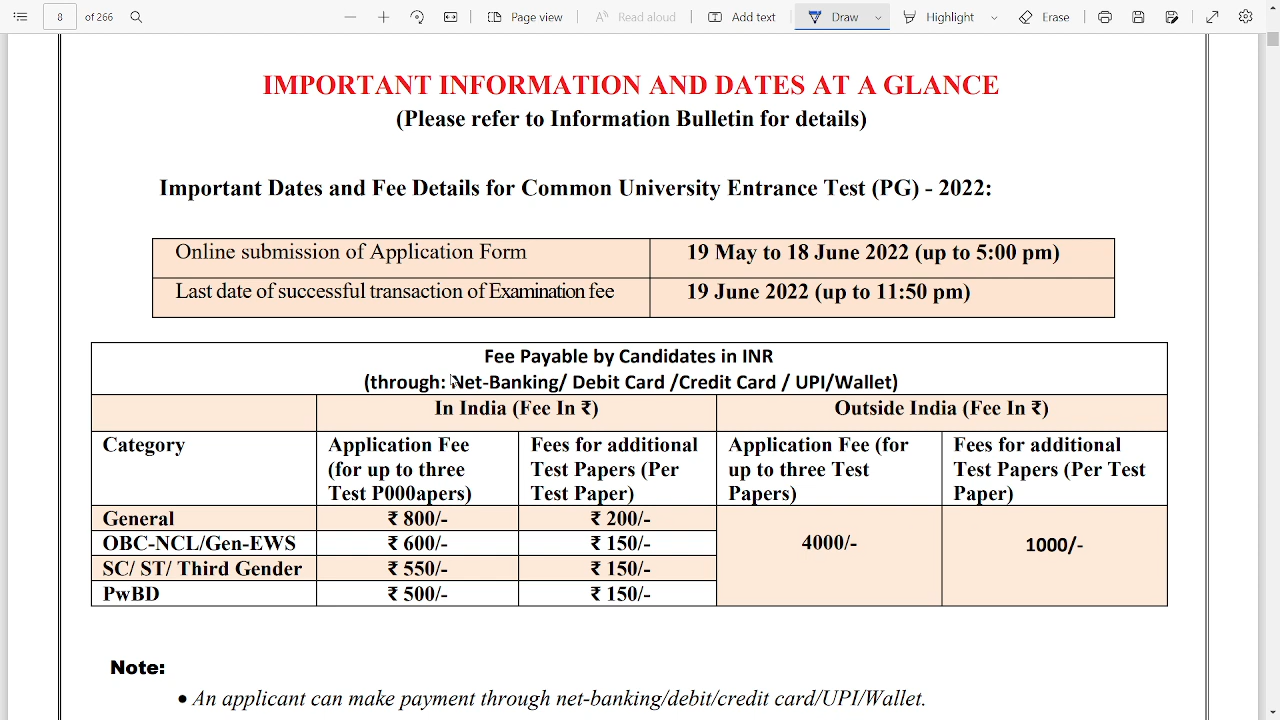 8 of 266 Page view Read aloud Add text Draw Highlight Erase
IMPORTANT INFORMATION AND DATES AT A GLANCE
(Please refer to Information Bulletin for details)
Important Dates and Fee Details for Common University Entrance Test (PG) - 2022:
Online submission of Application Form 19 May to 18 June 2022 (up to 5:00 pm)
Last date of successful transaction of Examination fee 19 June 2022 (up to 11:50 pm)
Fee Payable by Candidates in INR
(through: Net-Banking/ Debit Card /Credit Card / UPI/Wallet)
In India (Fee In ₹) Outside India (Fee In ₹)
Category Application Fee Fees for additional Application Fee (for Fees for additional
(for up to three Test Papers (Per up to three Test Test Papers (Per Test
Test P000apers) Test Paper) Papers) Paper)
General ₹ 800/- ₹ 200/-
OBC-NCL/Gen-EWS ₹ 600/- ₹ 150/- 4000/- 1000/-
SC/ ST/ Third Gender ₹ 550/- ₹ 150/-
PwBD ₹ 500/- ₹ 150/-
Note:
• An applicant can make payment through net-banking/debit/credit card/UPI/Wallet.